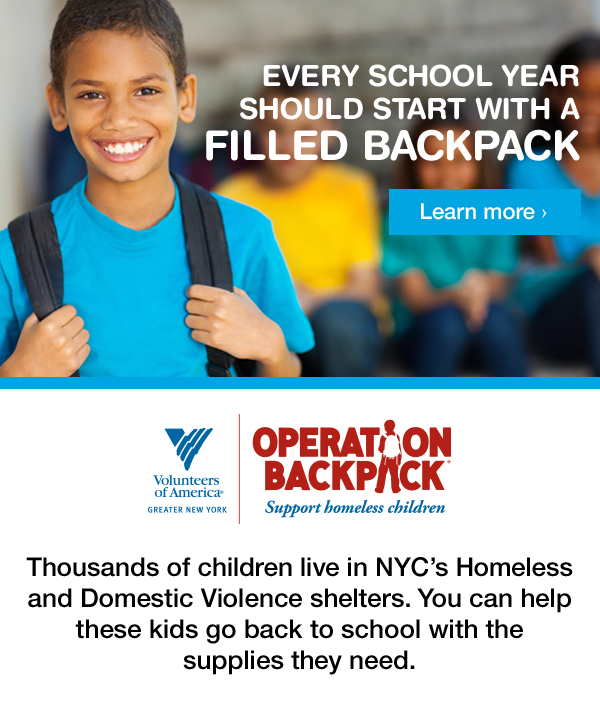 EVERY SCHOOL YEAR
SHOULD START WITH A
FILLED BACKPACK
Learn more ›
Volunteers
of America®
GREATER NEW YORK
OPERATION
BACKPACK®
Support homeless children
Thousands of children live in NYC’s Homeless
and Domestic Violence shelters. You can help
these kids go back to school with the
supplies they need.